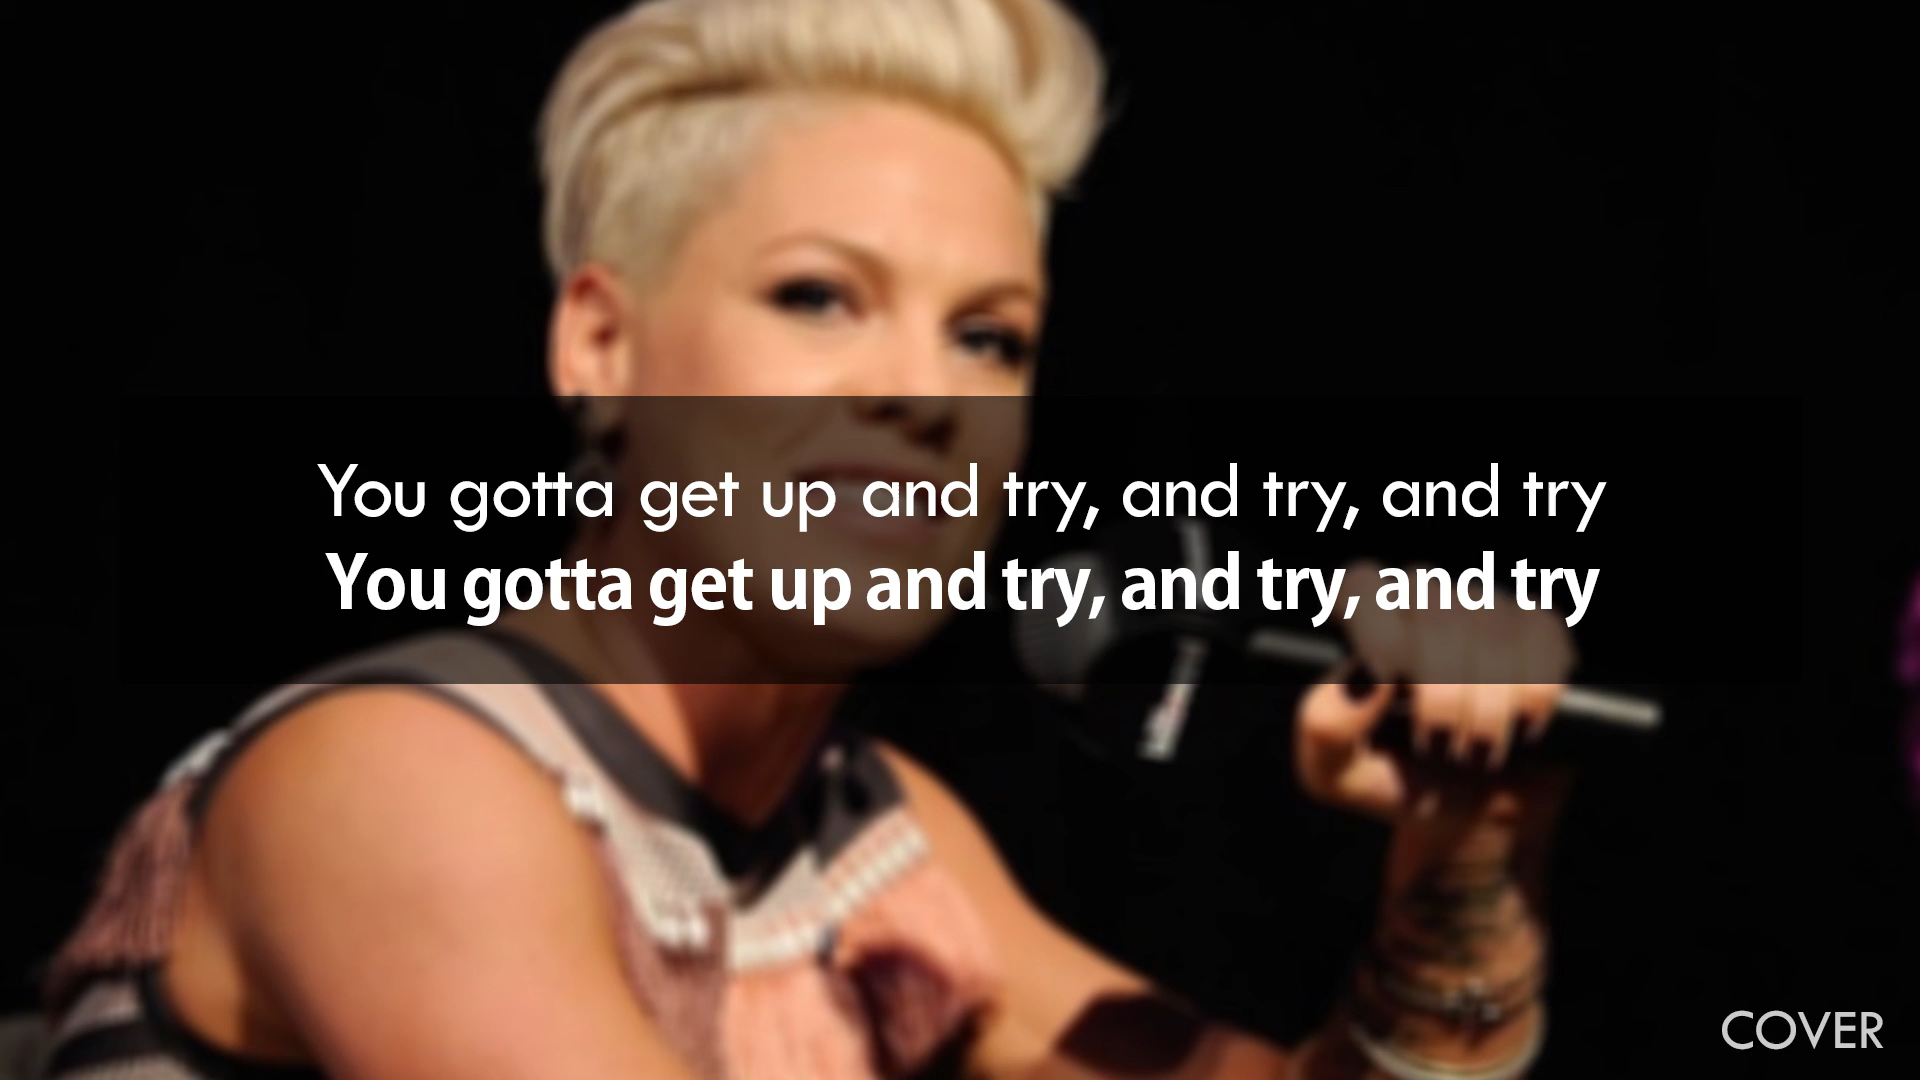 You gotta get up and try, and try, and try
You gotta get up and try, and try, and try
COVER